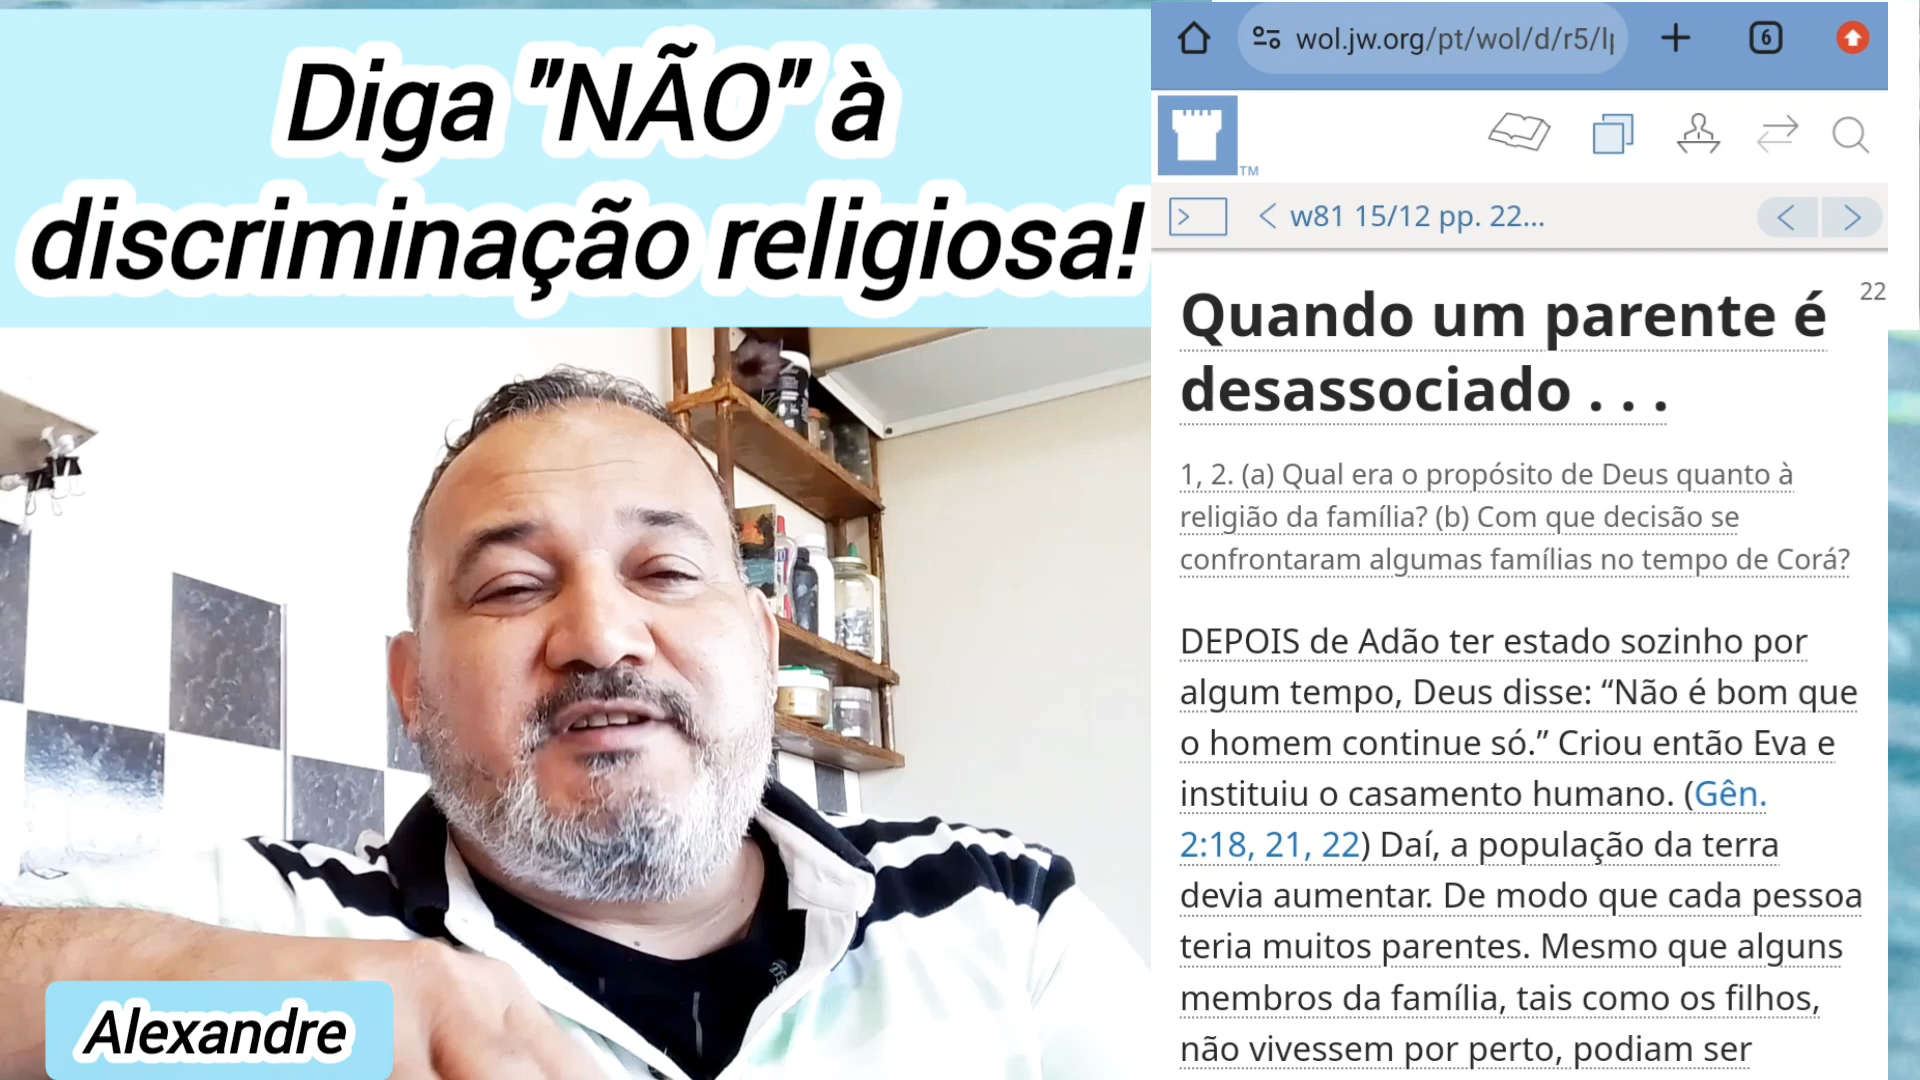 Diga "NÃO" à
discriminação religiosa!
Alexandre
wol.jw.org/pt/wol/d/r5/l
6
TM
w81 15/12 pp. 22...
22
Quando um parente é
desassociado . . .
1, 2. (a) Qual era o propósito de Deus quanto à
religião da família? (b) Com que decisão se
confrontaram algumas famílias no tempo de Corá?
DEPOIS de Adão ter estado sozinho por
algum tempo, Deus disse: “Não é bom que
o homem continue só.” Criou então Eva e
instituiu o casamento humano. (Gên.
2:18, 21, 22) Daí, a população da terra
devia aumentar. De modo que cada pessoa
teria muitos parentes. Mesmo que alguns
membros da família, tais como os filhos,
não vivessem por perto, podiam ser